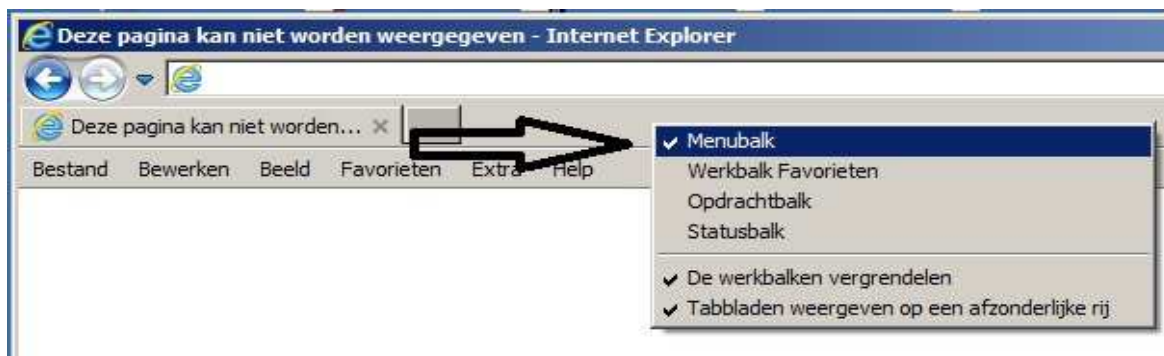 Deze pagina kan niet worden weergegeven - Internet Explorer
Deze pagina kan niet worden...
Bestand Bewerken Beeld Favorieten Extra Help
Menubalk
Werkbalk Favorieten
Opdrachtbalk
Statusbalk
De werkbalken vergrendelen
Tabbladen weergeven op een afzonderlijke rij